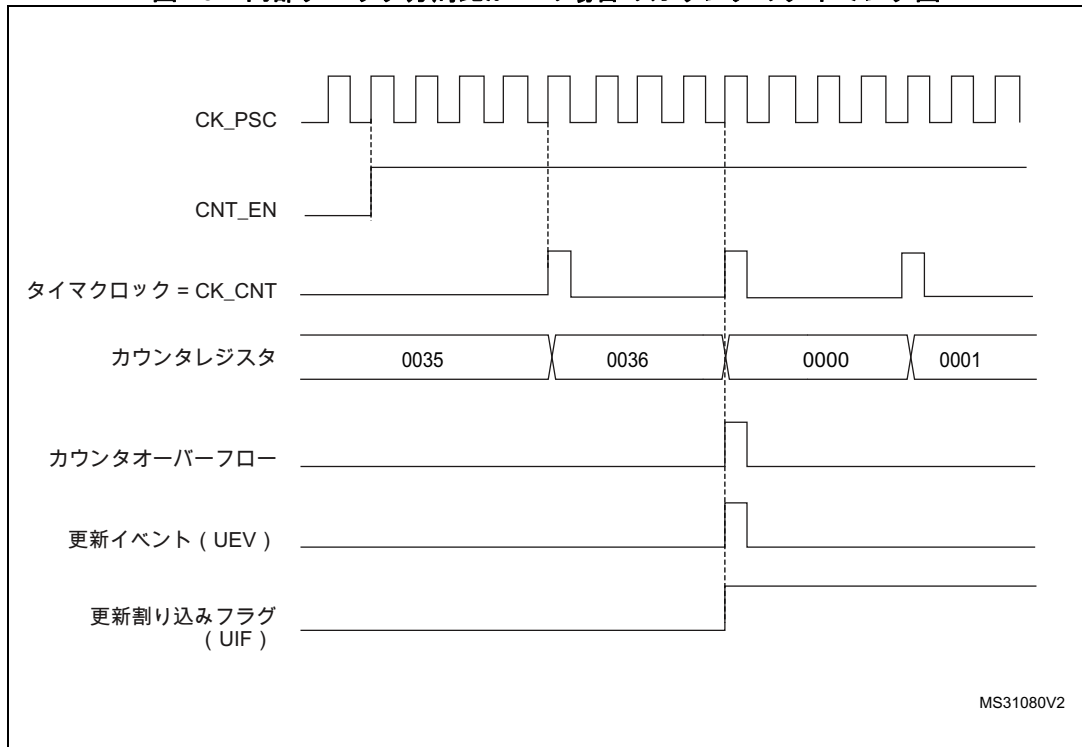 CK_PSC
CNT_EN
タイマクロック = CK_CNT
カウンタレジスタ
0035
0036
0000
0001
カウンタオーバーフロー
更新イベント ( UEV )
更新割り込みフラグ
( UIF )
MS31080V2